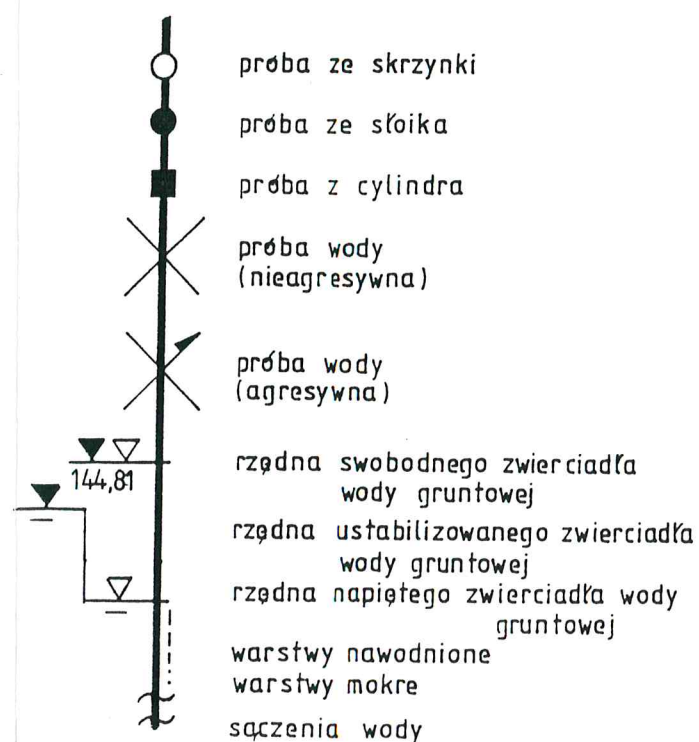 próba ze skrzynki
próba ze słoika
próba z cylindra
próba wody
(nieagresywna)
próba wody
(agresywna)
144,81
rzędna swobodnego zwierciadła
wody gruntowej
rzędna ustabilizowanego zwierciadła
wody gruntowej
rzędna napiętego zwierciadła wody
gruntowej
warstwy nawodnione
warstwy mokre
sączenia wody